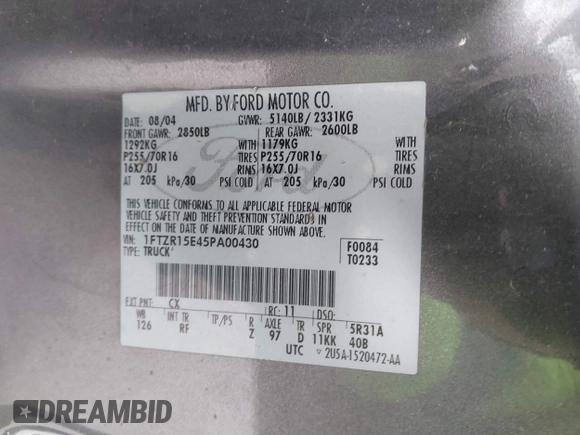 MFD. BY FORD MOTOR CO.
DATE: 08/04 GVWR: 5140LB / 2331KG
FRONT GAWR: 2850LB REAR GAWR: 2600LB
1292KG WITH 1179KG WITH
P255/70R16 TIRES P255/70R16 TIRES
16X7.0J RIMS 16X7.0J RIMS
AT 205 kPa/30 PSI COLD AT 205 kPa/30 PSI COLD
Ford
THIS VEHICLE CONFORMS TO ALL APPLICABLE FEDERAL MOTOR
VEHICLE SAFETY AND THEFT PREVENTION STANDARDS IN
EFFECT ON THE DATE OF MANUFACTURE SHOWN ABOVE.
VIN: 1FTZR15E45PA00430 F0084
TYPE: TRUCK T0233
EXT PNT: CX RC: 11 DSO:
WB INT TR TP/PS R AXLE TR SPR 5R31A
126 RF Z 97 D 11KK 40B
UTC 2U5A-1520472-AA
DREAMBID